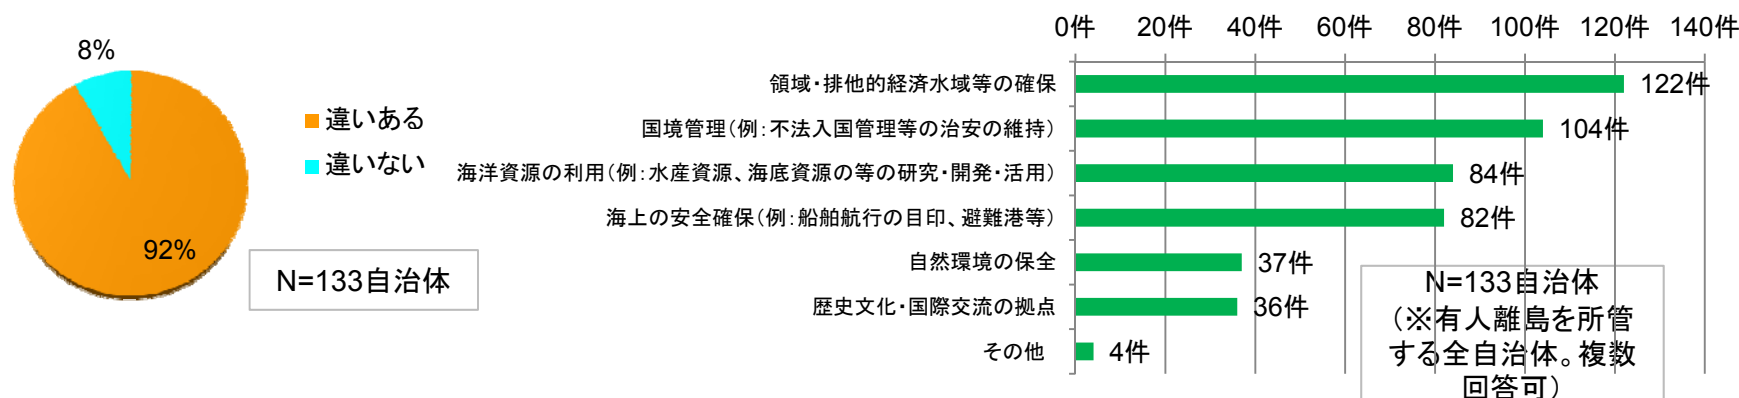 8%
92%
違いある
違いない
N=133自治体
0件 20件 40件 60件 80件 100件 120件 140件
領域・排他的経済水域等の確保 122件
国境管理(例:不法入国管理等の治安の維持) 104件
海洋資源の利用(例:水産資源、海底資源の等の研究・開発・活用) 84件
海上の安全確保(例:船舶航行の目印、避難港等) 82件
自然環境の保全 37件
歴史文化・国際交流の拠点 36件
その他 4件
N=133自治体
(※有人離島を所管
する全自治体。複数
回答可)